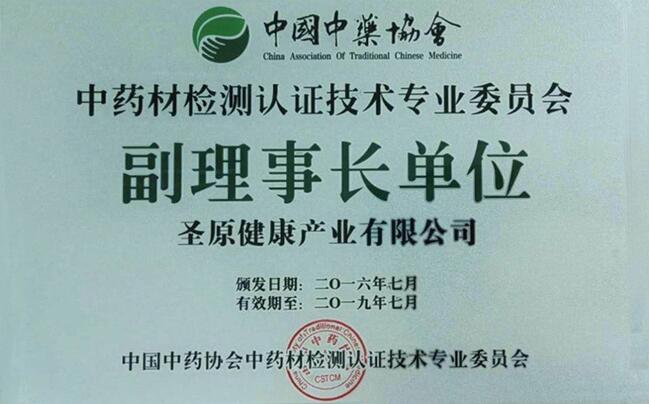 中國中藥協會
China Association Of Traditional Chinese Medicine
中药材检测认证技术专业委员会
副理事长单位
圣原健康产业有限公司
颁发日期：二〇一六年七月
有效期至：二〇一九年七月
中国中药协会中药材检测认证技术专业委员会
CSTCM